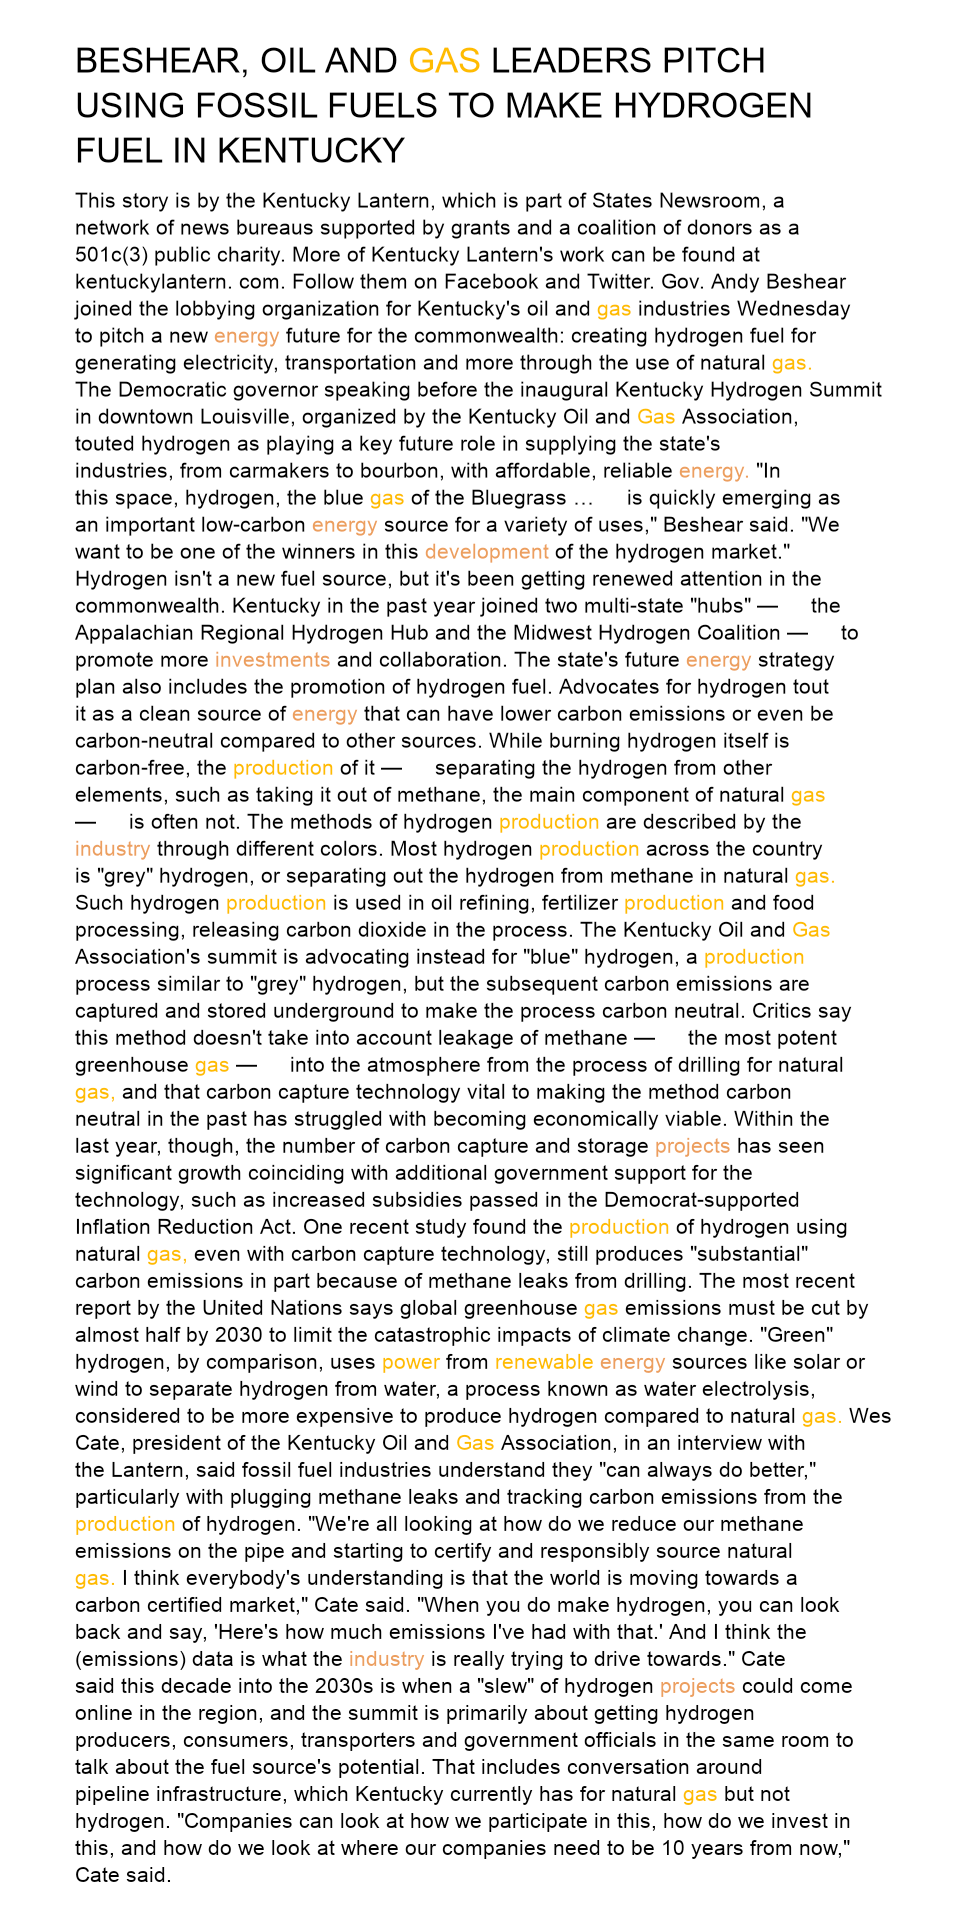 BESHEAR, OIL AND GAS LEADERS PITCH
USING FOSSIL FUELS TO MAKE HYDROGEN
FUEL IN KENTUCKY
This story is by the Kentucky Lantern, which is part of States Newsroom, a
network of news bureaus supported by grants and a coalition of donors as a
501c(3) public charity. More of Kentucky Lantern's work can be found at
kentuckylantern. com. Follow them on Facebook and Twitter. Gov. Andy Beshear
joined the lobbying organization for Kentucky's oil and gas industries Wednesday
to pitch a new energy future for the commonwealth: creating hydrogen fuel for
generating electricity, transportation and more through the use of natural gas.
The Democratic governor speaking before the inaugural Kentucky Hydrogen Summit
in downtown Louisville, organized by the Kentucky Oil and Gas Association,
touted hydrogen as playing a key future role in supplying the state's
industries, from carmakers to bourbon, with affordable, reliable energy. "In
this space, hydrogen, the blue gas of the Bluegrass … is quickly emerging as
an important low-carbon energy source for a variety of uses," Beshear said. "We
want to be one of the winners in this development of the hydrogen market."
Hydrogen isn't a new fuel source, but it's been getting renewed attention in the
commonwealth. Kentucky in the past year joined two multi-state "hubs" — the
Appalachian Regional Hydrogen Hub and the Midwest Hydrogen Coalition — to
promote more investments and collaboration. The state's future energy strategy
plan also includes the promotion of hydrogen fuel. Advocates for hydrogen tout
it as a clean source of energy that can have lower carbon emissions or even be
carbon-neutral compared to other sources. While burning hydrogen itself is
carbon-free, the production of it — separating the hydrogen from other
elements, such as taking it out of methane, the main component of natural gas
— is often not. The methods of hydrogen production are described by the
industry through different colors. Most hydrogen production across the country
is "grey" hydrogen, or separating out the hydrogen from methane in natural gas.
Such hydrogen production is used in oil refining, fertilizer production and food
processing, releasing carbon dioxide in the process. The Kentucky Oil and Gas
Association's summit is advocating instead for "blue" hydrogen, a production
process similar to "grey" hydrogen, but the subsequent carbon emissions are
captured and stored underground to make the process carbon neutral. Critics say
this method doesn't take into account leakage of methane — the most potent
greenhouse gas — into the atmosphere from the process of drilling for natural
gas, and that carbon capture technology vital to making the method carbon
neutral in the past has struggled with becoming economically viable. Within the
last year, though, the number of carbon capture and storage projects has seen
significant growth coinciding with additional government support for the
technology, such as increased subsidies passed in the Democrat-supported
Inflation Reduction Act. One recent study found the production of hydrogen using
natural gas, even with carbon capture technology, still produces "substantial"
carbon emissions in part because of methane leaks from drilling. The most recent
report by the United Nations says global greenhouse gas emissions must be cut by
almost half by 2030 to limit the catastrophic impacts of climate change. "Green"
hydrogen, by comparison, uses power from renewable energy sources like solar or
wind to separate hydrogen from water, a process known as water electrolysis,
considered to be more expensive to produce hydrogen compared to natural gas. Wes
Cate, president of the Kentucky Oil and Gas Association, in an interview with
the Lantern, said fossil fuel industries understand they "can always do better,"
particularly with plugging methane leaks and tracking carbon emissions from the
production of hydrogen. "We're all looking at how do we reduce our methane
emissions on the pipe and starting to certify and responsibly source natural
gas. I think everybody's understanding is that the world is moving towards a
carbon certified market," Cate said. "When you do make hydrogen, you can look
back and say, 'Here's how much emissions I've had with that.' And I think the
(emissions) data is what the industry is really trying to drive towards." Cate
said this decade into the 2030s is when a "slew" of hydrogen projects could come
online in the region, and the summit is primarily about getting hydrogen
producers, consumers, transporters and government officials in the same room to
talk about the fuel source's potential. That includes conversation around
pipeline infrastructure, which Kentucky currently has for natural gas but not
hydrogen. "Companies can look at how we participate in this, how do we invest in
this, and how do we look at where our companies need to be 10 years from now,"
Cate said.